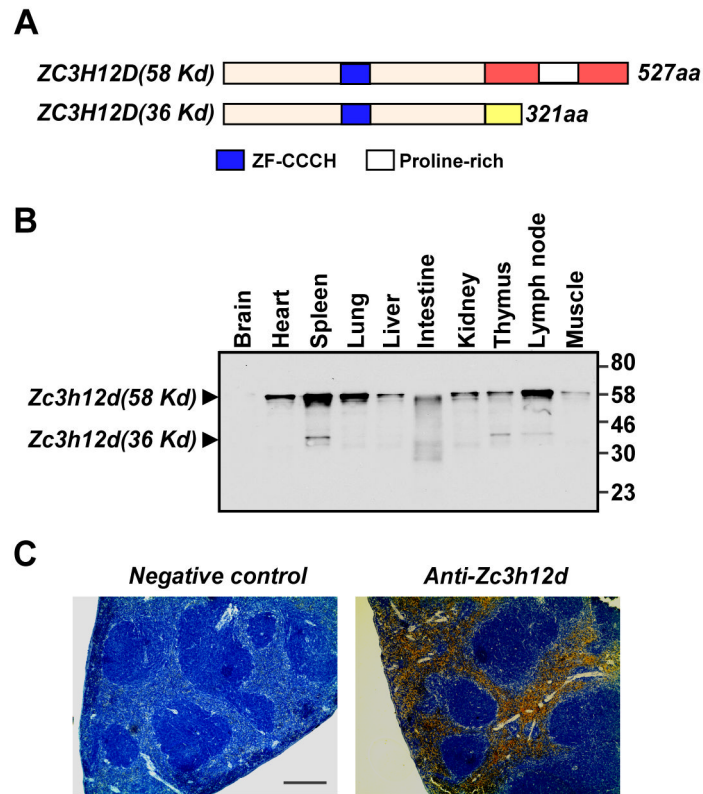 A
ZC3H12D(58 Kd)
527aa
ZC3H12D(36 Kd)
321aa
ZF-CCCH
Proline-rich
B
Brain
Heart
Spleen
Lung
Liver
Intestine
Kidney
Thymus
Lymph node
Muscle
80
Zc3h12d(58 Kd)
58
46
Zc3h12d(36 Kd)
30
23
C
Negative control
Anti-Zc3h12d